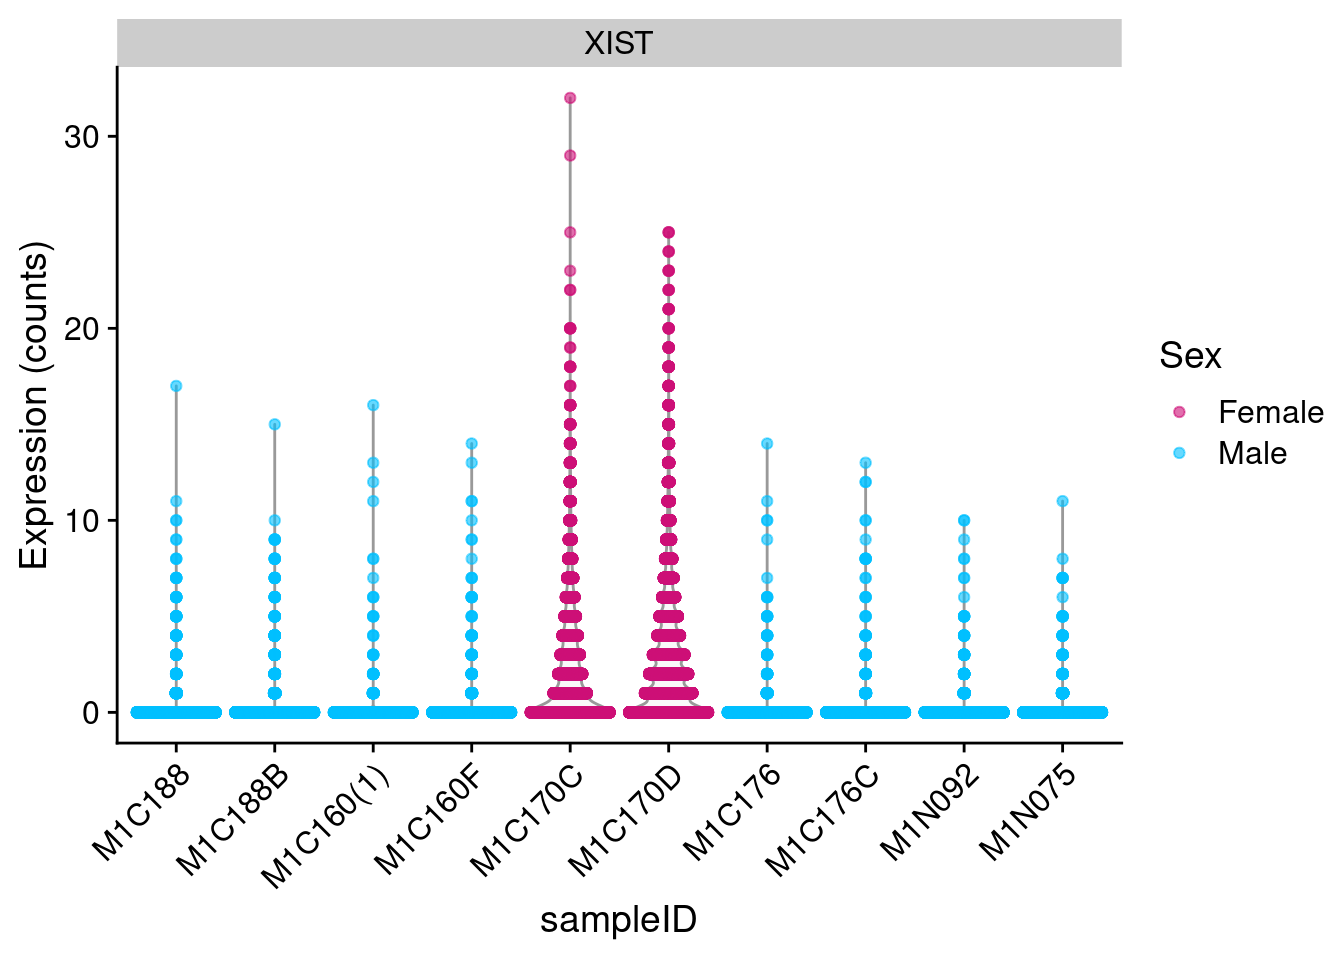 XIST
30
20
10
0
Expression (counts)
M1C188
M1C188B
M1C160(1)
M1C160F
M1C170C
M1C170D
M1C176
M1C176C
M1N092
M1N075
sampleID
Sex
Female
Male